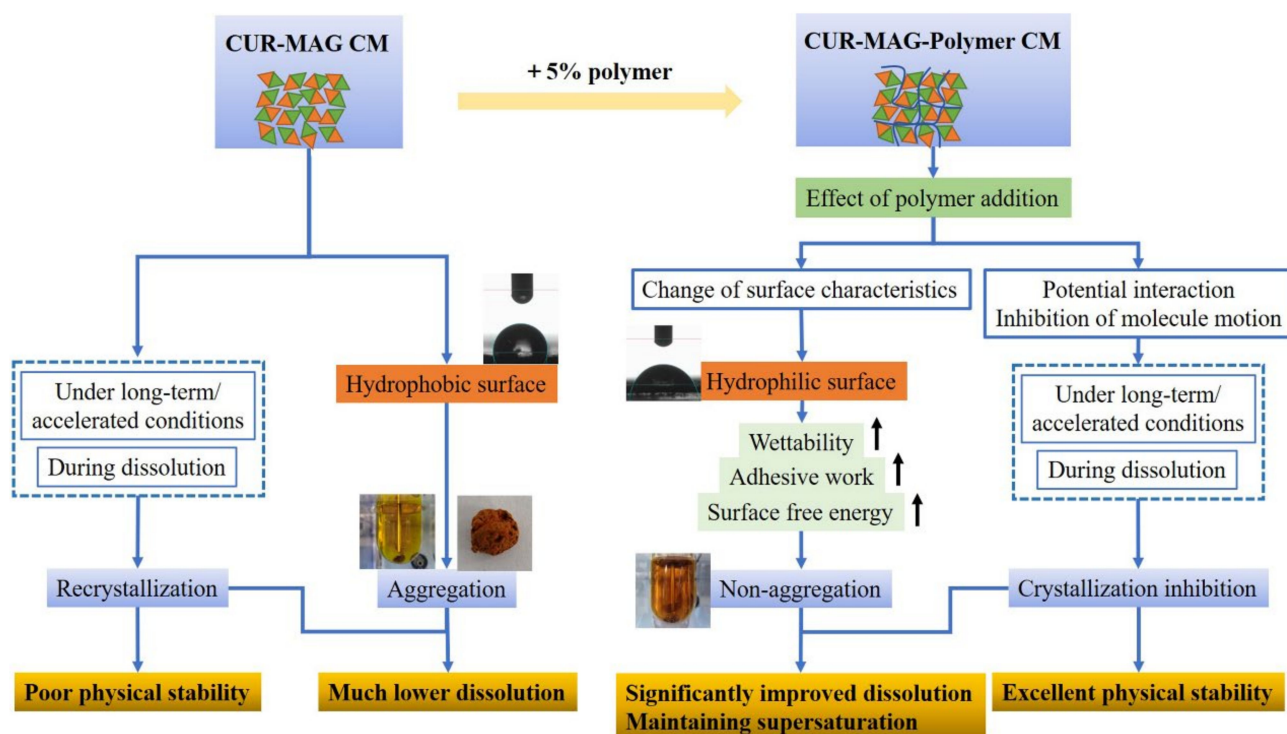 CUR-MAG CM
+ 5% polymer
CUR-MAG-Polymer CM
Effect of polymer addition
Change of surface characteristics
Potential interaction
Inhibition of molecule motion
Under long-term/
accelerated conditions
During dissolution
Hydrophobic surface
Hydrophilic surface
Wettability
Adhesive work
Surface free energy
Under long-term/
accelerated conditions
During dissolution
Recrystallization
Aggregation
Non-aggregation
Crystallization inhibition
Poor physical stability
Much lower dissolution
Significantly improved dissolution
Maintaining supersaturation
Excellent physical stability